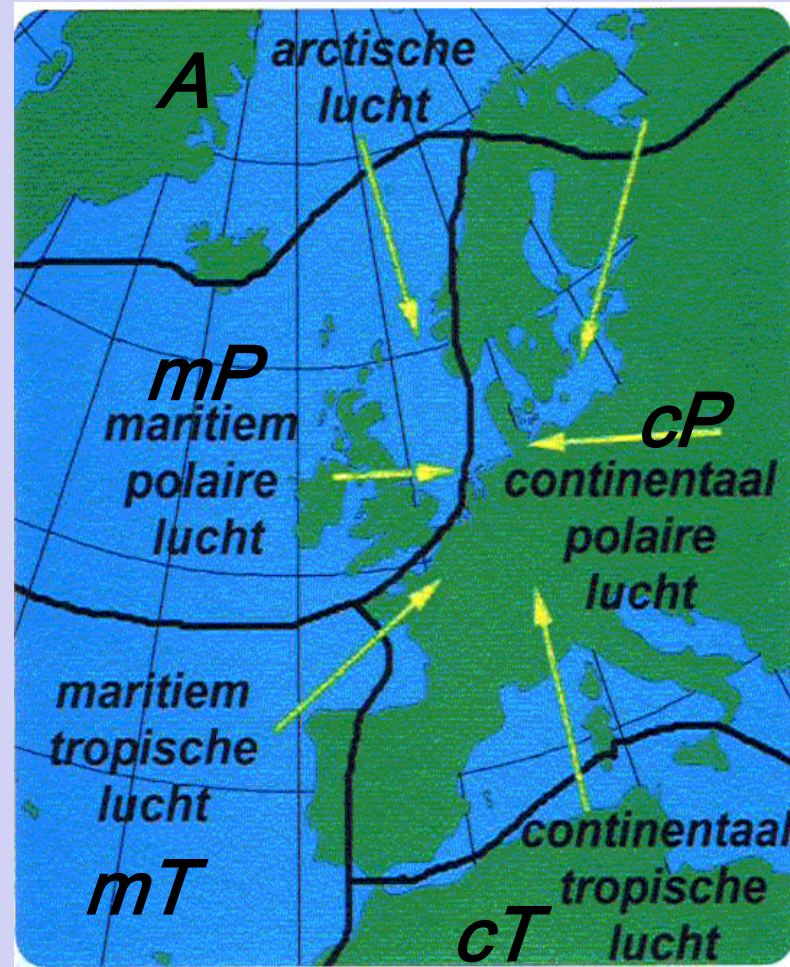 A
arctische
lucht
mP
maritiem
polaire
lucht
cP
continentaal
polaire
lucht
maritiem
tropische
lucht
mT
continentaal
tropische
lucht
cT